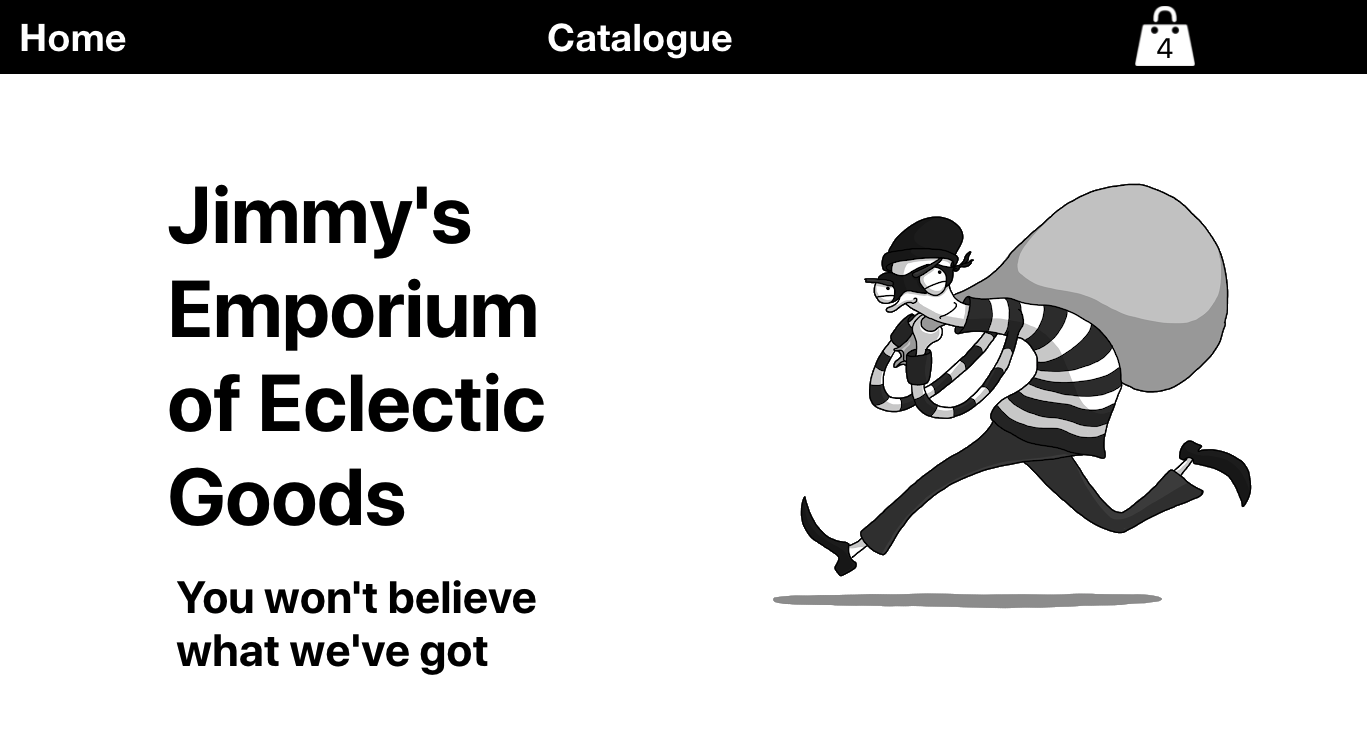 Home
Catalogue
4
Jimmy's
Emporium
of Eclectic
Goods
You won't believe
what we've got